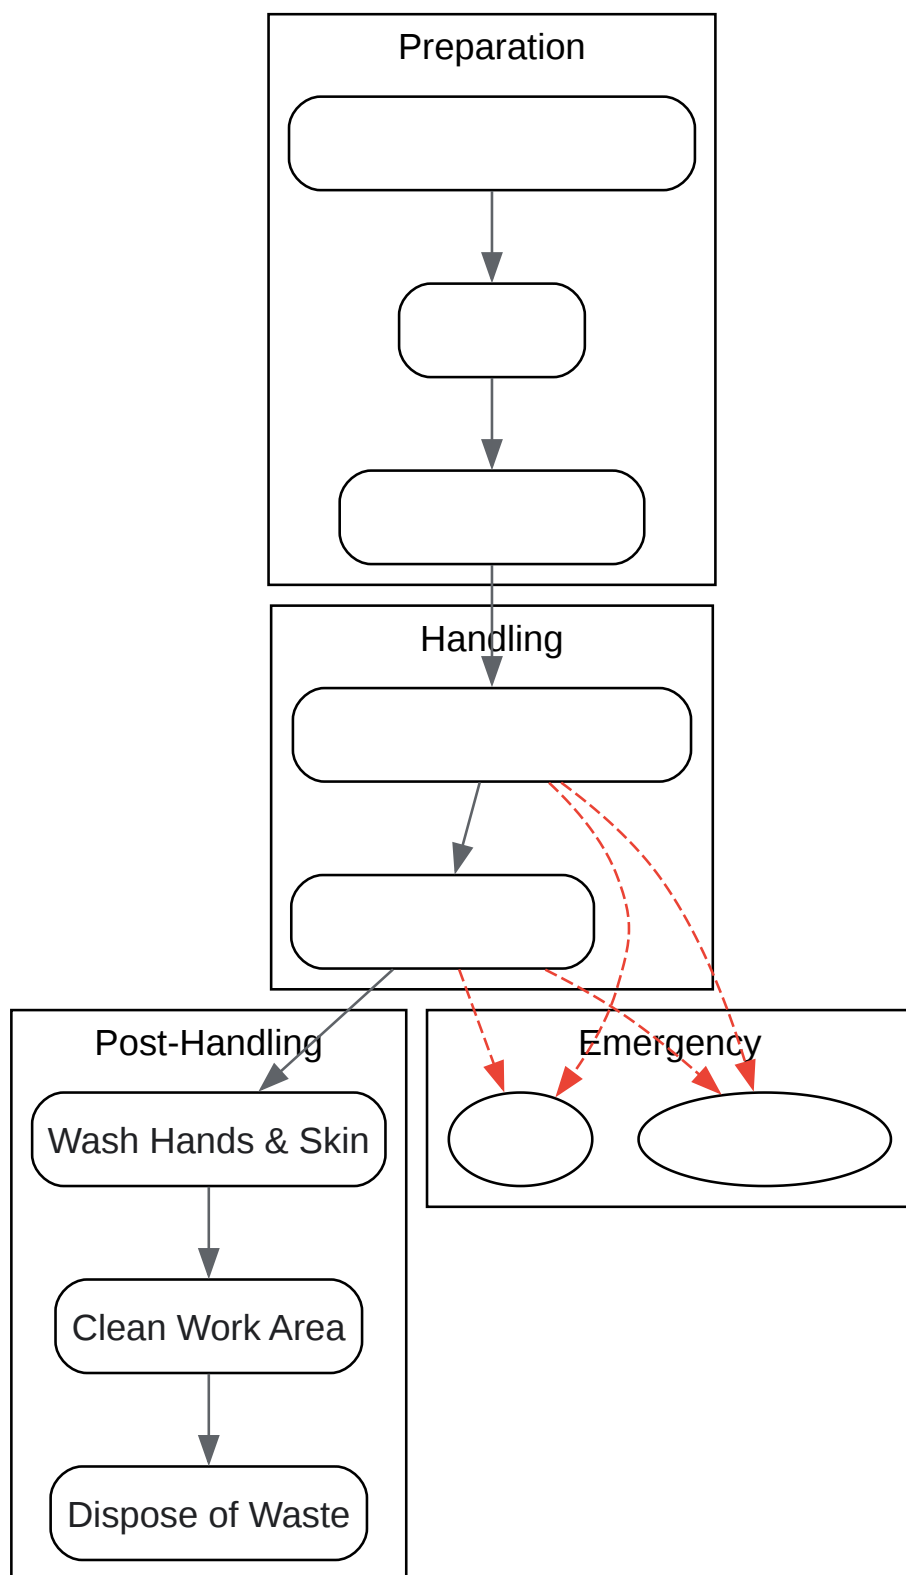 Preparation
Handling
Post-Handling
Emergency
Wash Hands & Skin
Clean Work Area
Dispose of Waste